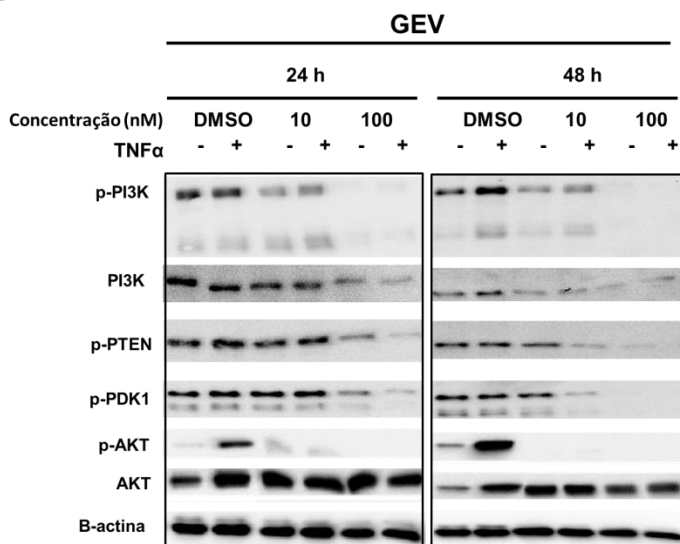 GEV
24 h 48 h
Concentração (nM) DMSO 10 100 DMSO 10 100
TNFα - + - + - + - + - + - +
p-PI3K
PI3K
p-PTEN
p-PDK1
p-AKT
AKT
B-actina